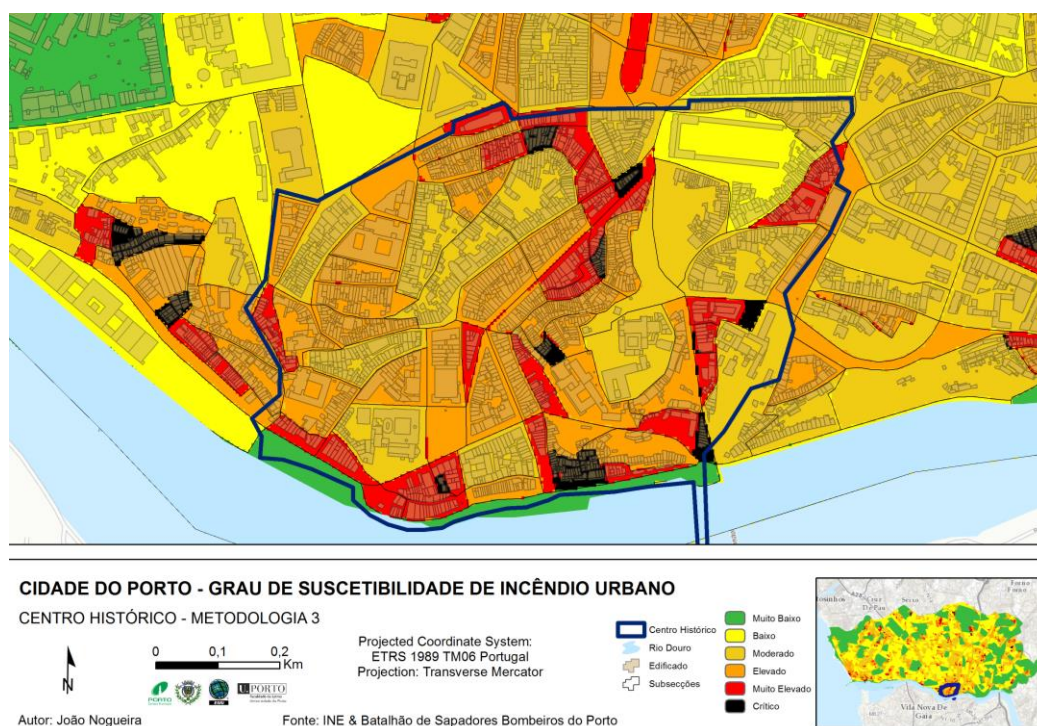 CIDADE DO PORTO - GRAU DE SUSCETIBILIDADE DE INCÊNDIO URBANO
CENTRO HISTÓRICO - METODOLOGIA 3
N
0 0,1 0,2
Km
Projected Coordinate System:
ETRS 1989 TM06 Portugal
Projection: Transverse Mercator
PORTO
U.PORTO
Autor: João Nogueira
Fonte: INE & Batalhão de Sapadores Bombeiros do Porto
Centro Histórico
Rio Douro
Edificado
Subsecções
Muito Baixo
Baixo
Moderado
Elevado
Muito Elevado
Crítico
Vila Nova De
Gaia